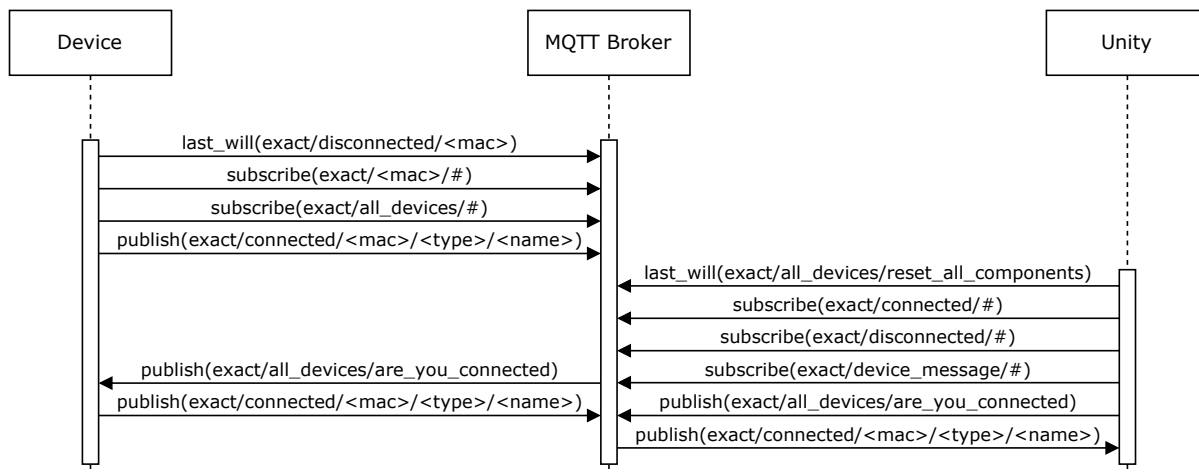 Device
MQTT Broker
Unity
last_will(exact/disconnected/<mac>)
subscribe(exact/<mac>/#)
subscribe(exact/all_devices/#)
publish(exact/connected/<mac>/<type>/<name>)
last_will(exact/all_devices/reset_all_components)
subscribe(exact/connected/#)
subscribe(exact/disconnected/#)
publish(exact/all_devices/are_you_connected)
subscribe(exact/device_message/#)
publish(exact/connected/<mac>/<type>/<name>)
publish(exact/all_devices/are_you_connected)
publish(exact/connected/<mac>/<type>/<name>)